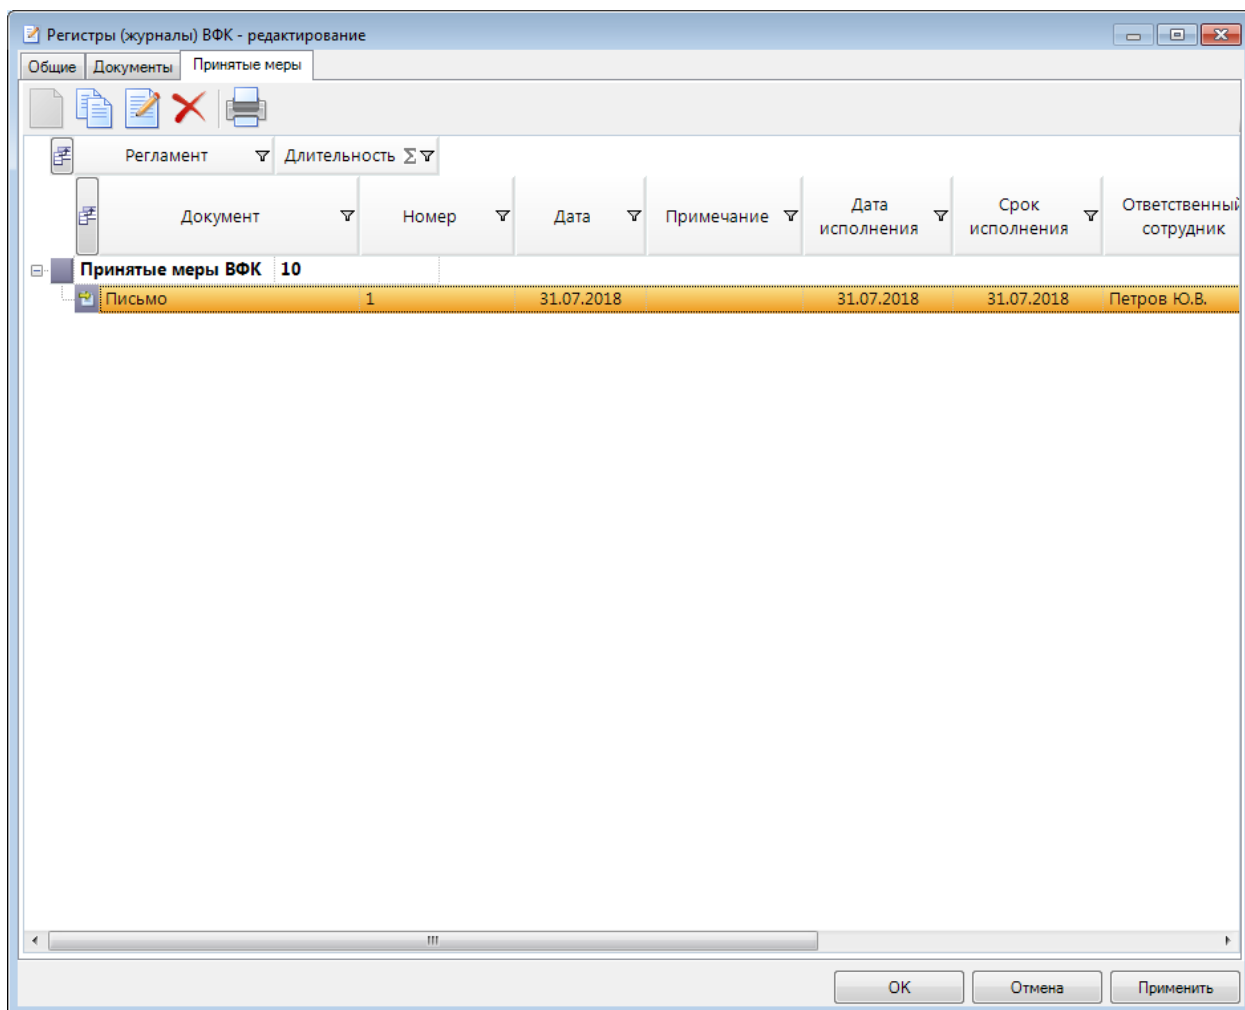 Регистры (журналы) ВФК - редактирование
Общие Документы Принятые меры
Регламент Длительность Σ
Документ Номер Дата Примечание Дата исполнения Срок исполнения Ответственный сотрудник
Принятые меры ВФК 10
Письмо 1 31.07.2018 31.07.2018 31.07.2018 Петров Ю.В.
ОК Отмена Применить